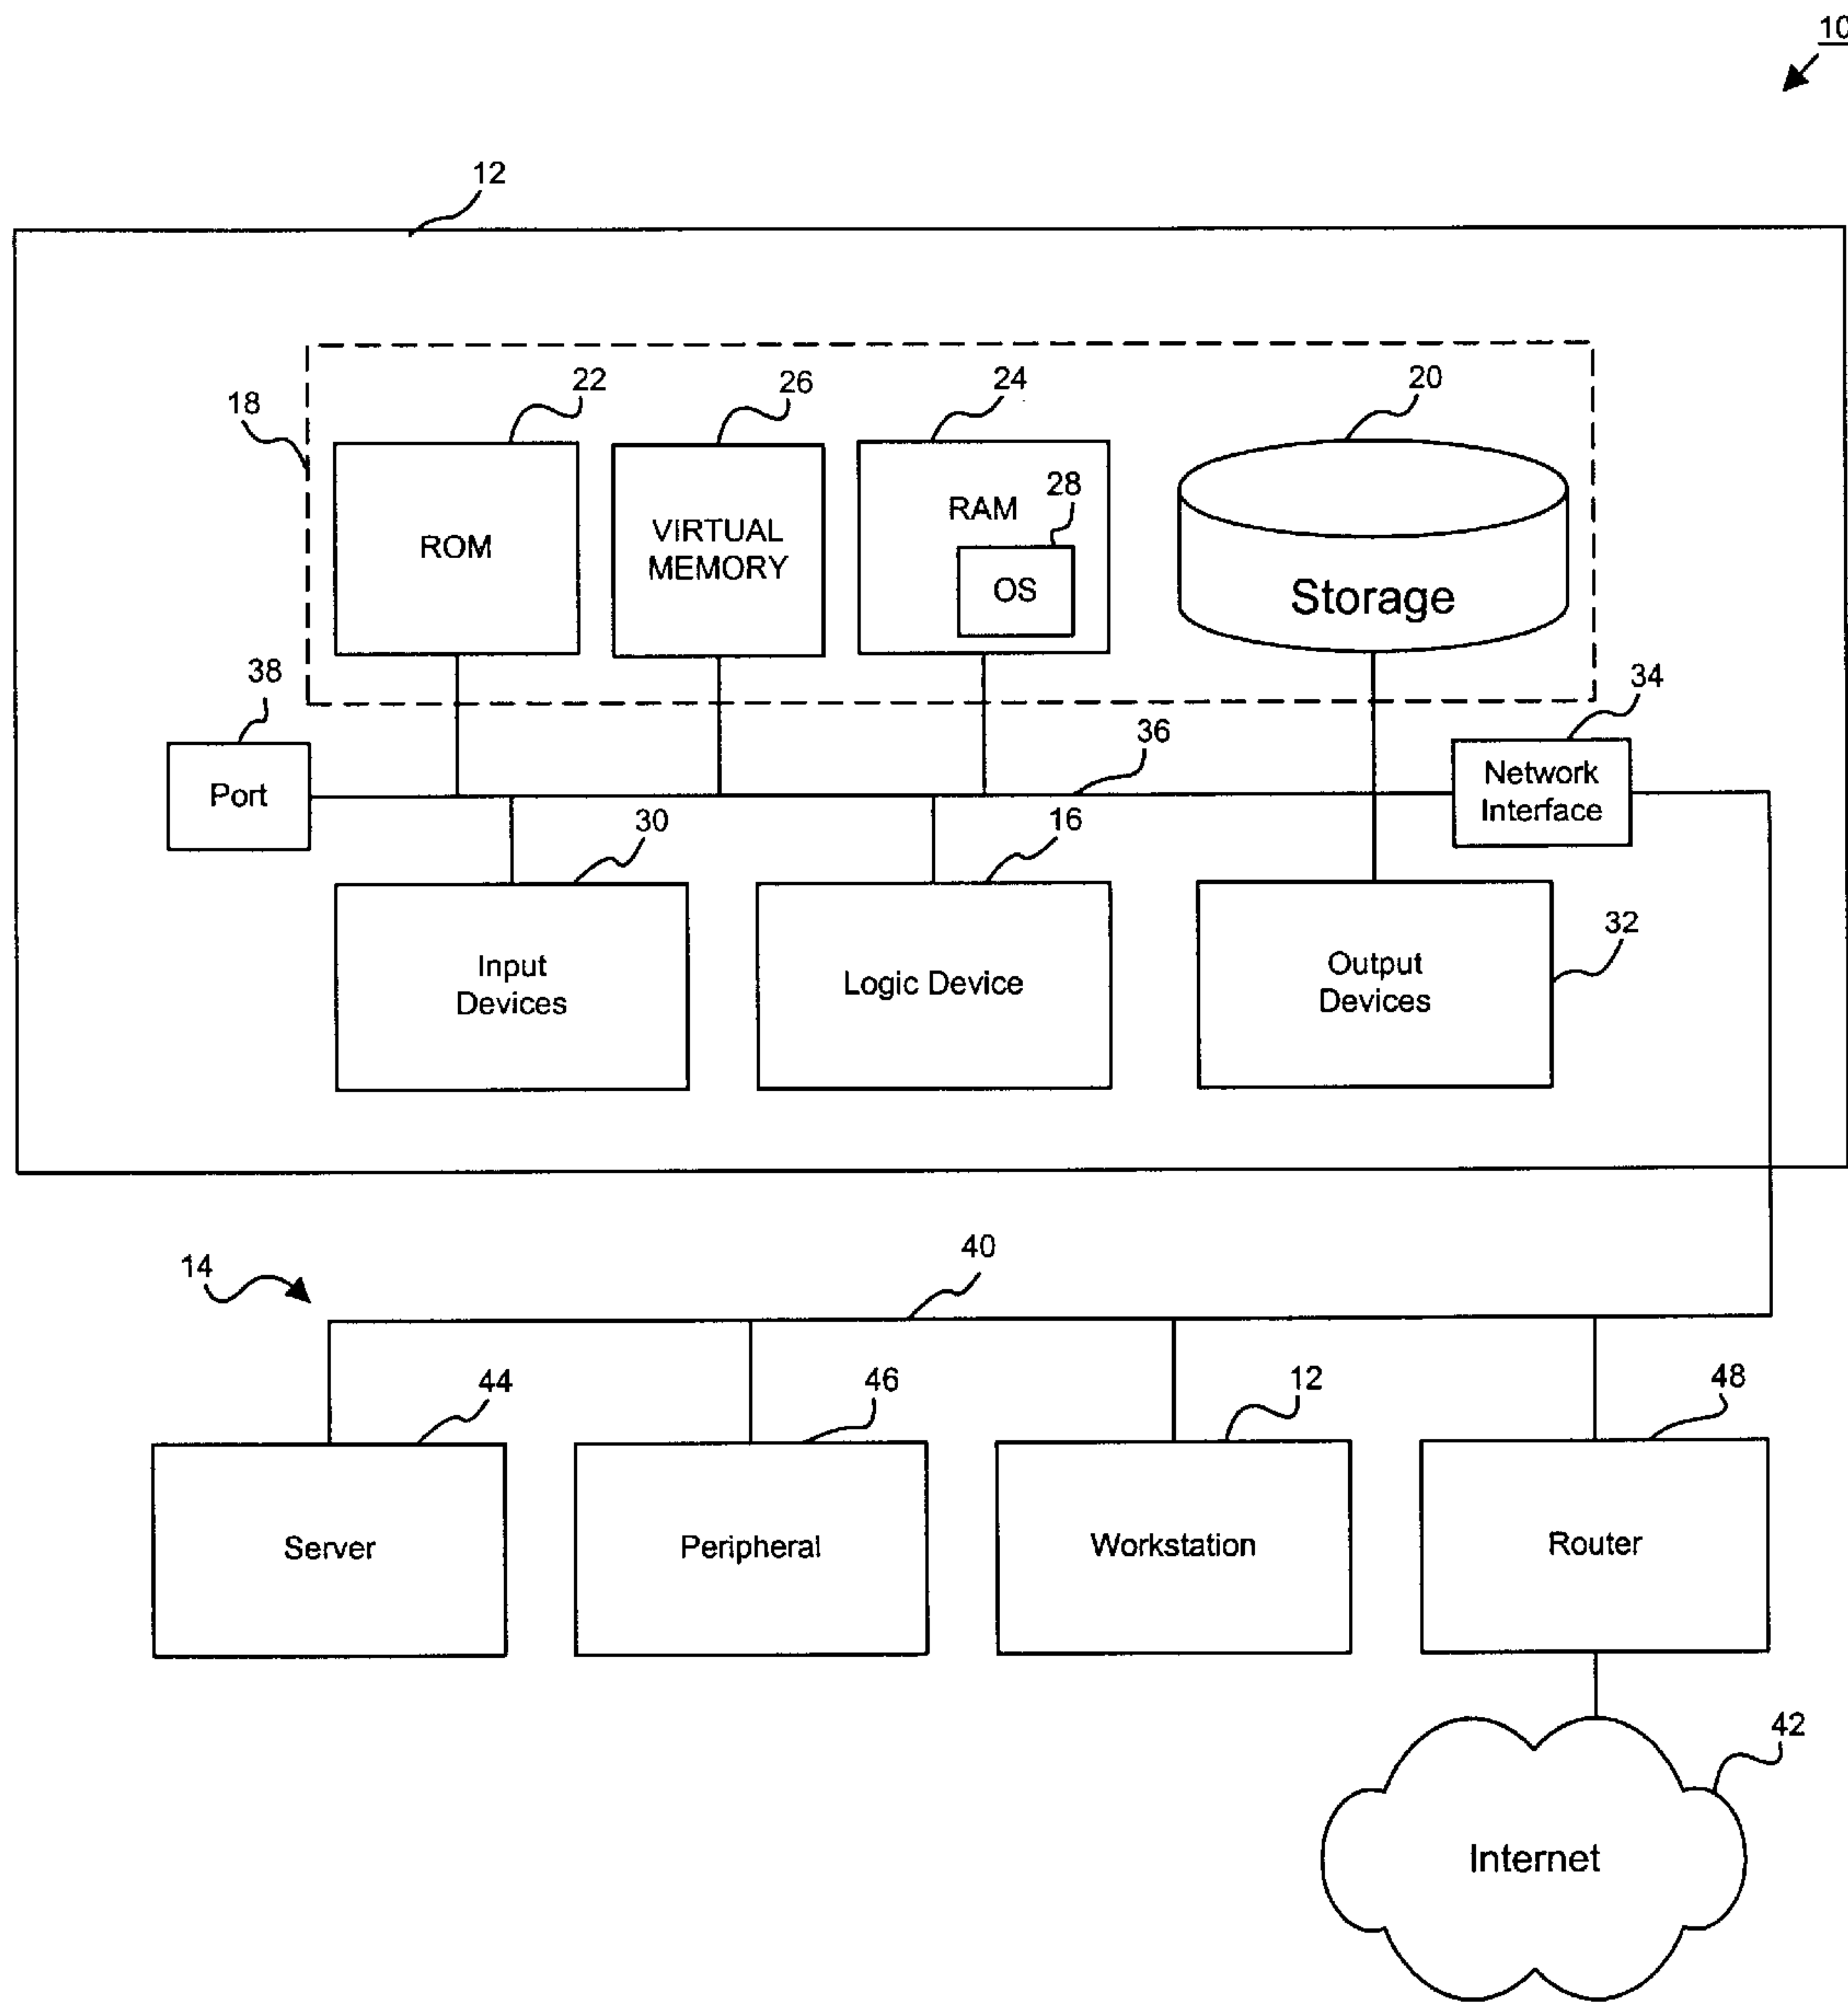 10
12
22
26
24
20
18
28
RAM
ROM
VIRTUAL
MEMORY
OS
Storage
38
34
36
Port
Network
Interface
30
16
32
Input
Devices
Logic Device
Output
Devices
14
40
44
46
12
48
Server
Peripheral
Workstation
Router
42
Internet